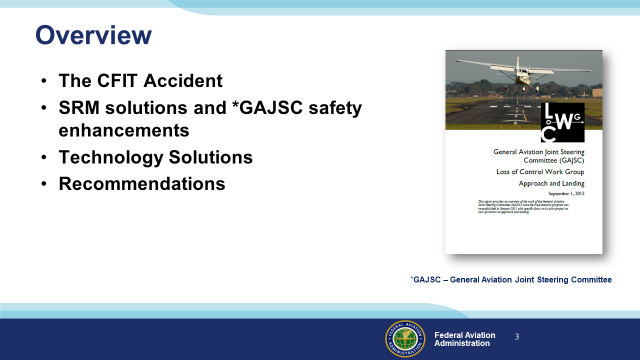 Overview
• The CFIT Accident
• SRM solutions and *GAJSC safety
enhancements
• Technology Solutions
• Recommendations
LoC WG
General Aviation Joint Steering
Committee (GAJSC)
Loss of Control Work Group
Approach and Landing
September 1, 2012
*GAJSC – General Aviation Joint Steering Committee
Federal Aviation
Administration
3